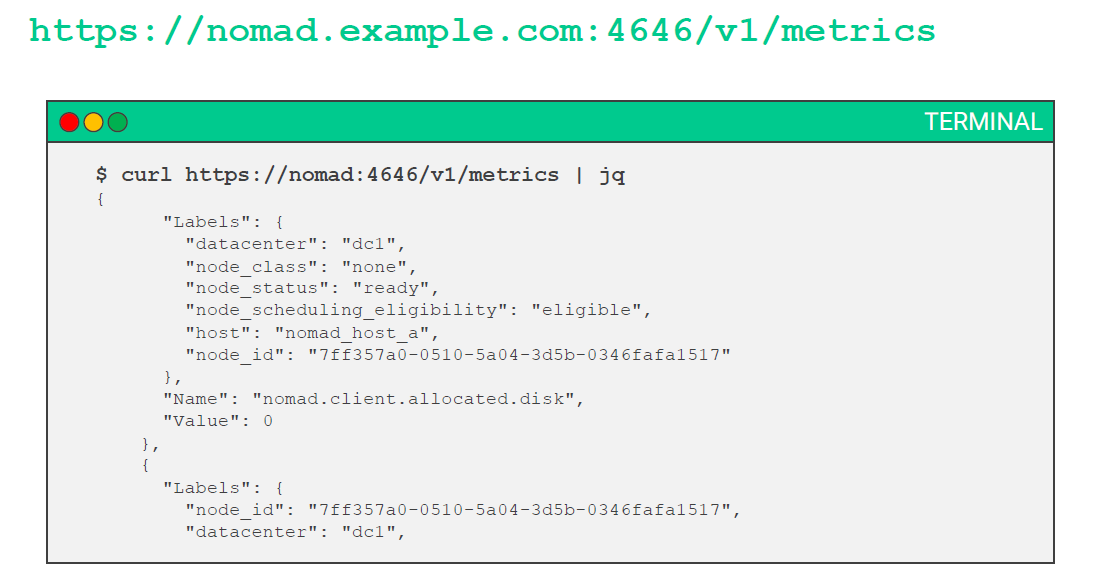 https://nomad.example.com:4646/v1/metrics
TERMINAL
$ curl https://nomad:4646/v1/metrics | jq
{
"Labels": {
"datacenter": "dc1",
"node_class": "none",
"node_status": "ready",
"node_scheduling_eligibility": "eligible",
"host": "nomad_host_a",
"node_id": "7ff357a0-0510-5a04-3d5b-0346fafa1517"
},
"Name": "nomad.client.allocated.disk",
"Value": 0
},
{
"Labels": {
"node_id": "7ff357a0-0510-5a04-3d5b-0346fafa1517",
"datacenter": "dc1",